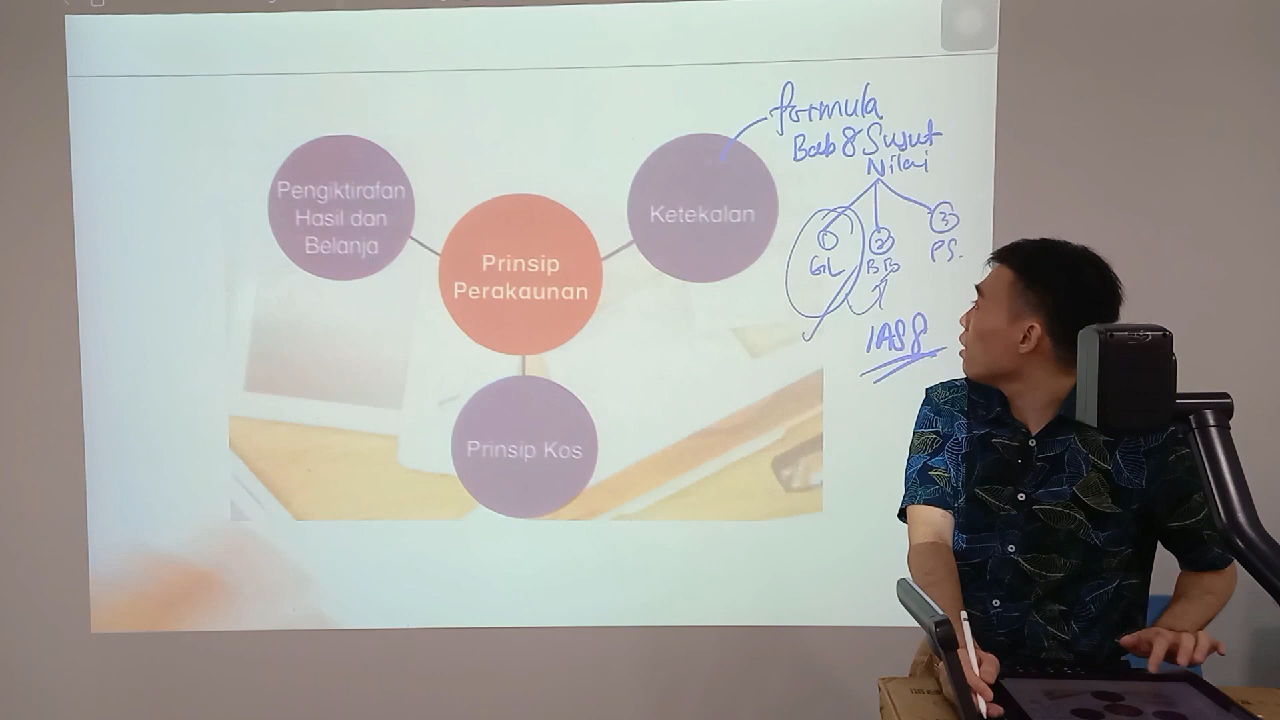 Pengiktirafan
Hasil dan
Belanja
Prinsip
Perakaunan
Ketekalan
Prinsip Kos
formula
Bab 8 Susut
Nilai
1
GL
2
BB
3
PS.
IAS 8